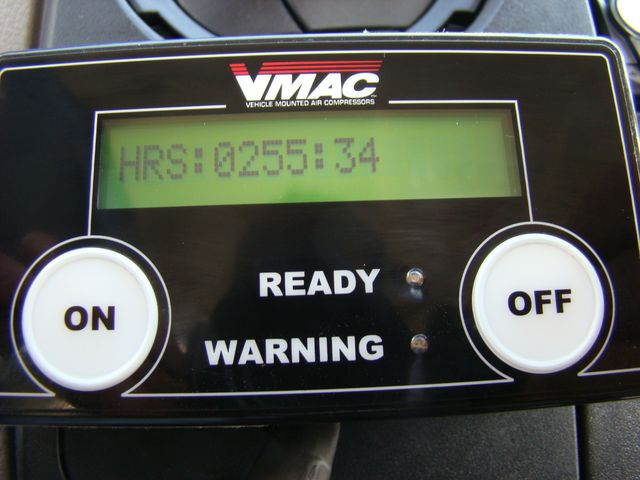 VMAC
VEHICLE MOUNTED AIR COMPRESSORS
HRS:0255:34
READY
ON
OFF
WARNING